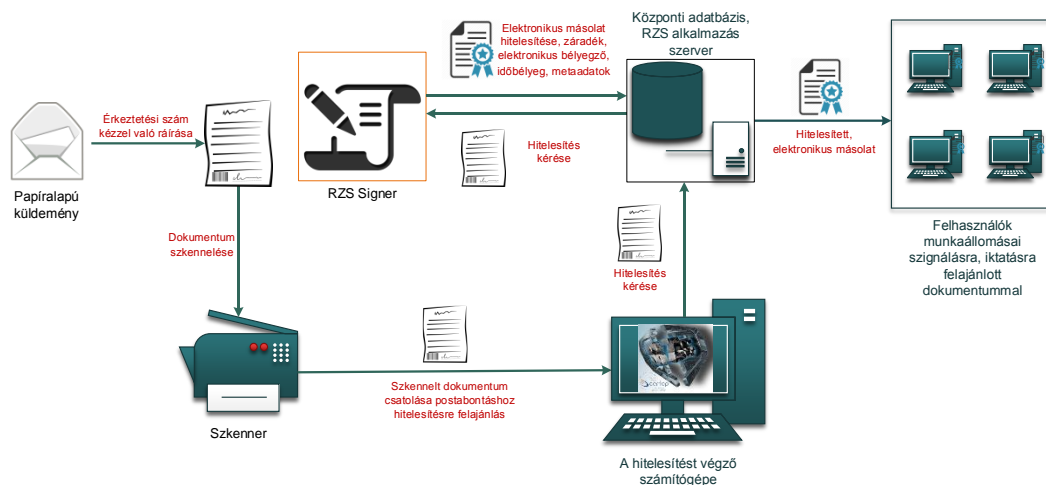 Elektronikus másolat
hitelesítése, záradék,
elektronikus bélyegző,
időbélyeg, metaadatok
Központi adatbázis,
RZS alkalmazás
szerver
Érkeztetési szám
kézzel való ráírása
Papíralapú
küldemény
RZS Signer
Hitelesítés
kérése
Hitelesített,
elektronikus másolat
Felhasználók
munkaállomásai
szignálásra, iktatásra
felajánlott
dokumentummal
Dokumentum
szkennelése
Hitelesítés
kérése
Szkennelt dokumentum
csatolása postabontáshoz
hitelesítésre felajánlás
Szkenner
A hitelesítést végző
számítógépe